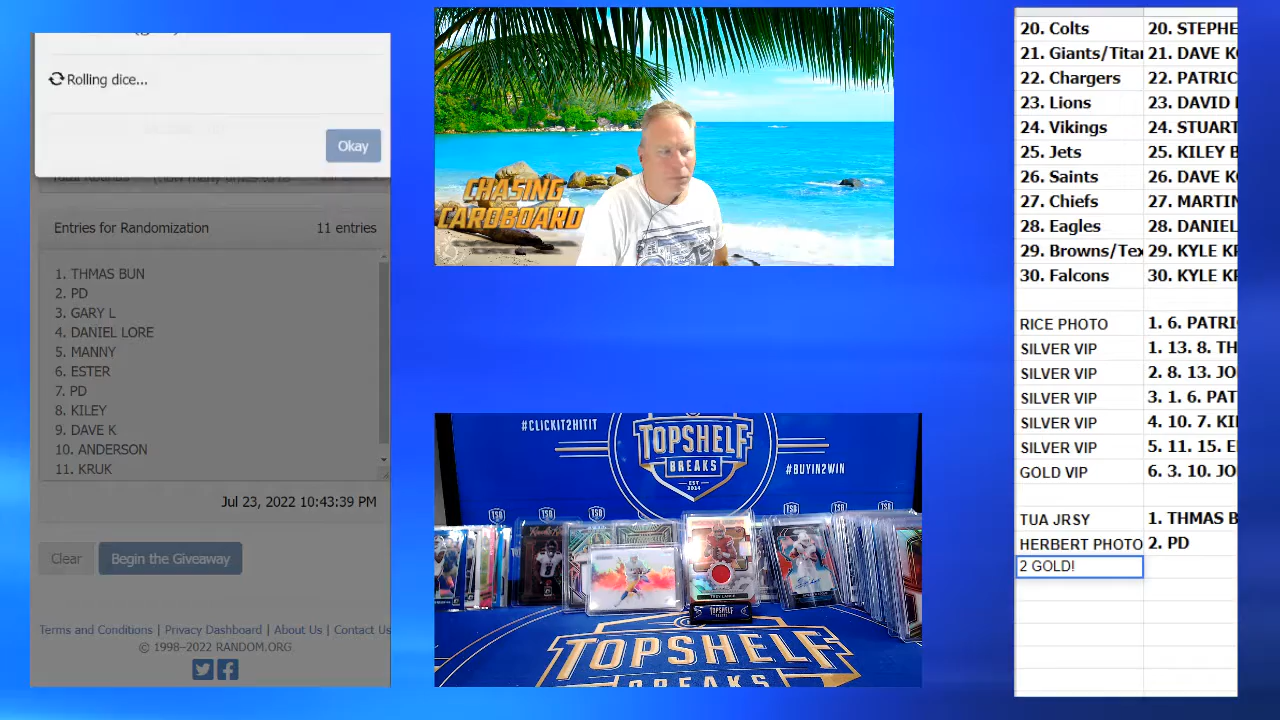 Rolling dice...
Okay
Entries for Randomization
11 entries
1. THMAS BUN
2. PD
3. GARY L
4. DANIEL LORE
5. MANNY
6. ESTER
7. PD
8. KILEY
9. DAVE K
10. ANDERSON
11. KRUK
Jul 23, 2022 10:43:39 PM
Clear
Begin the Giveaway
Terms and Conditions | Privacy Dashboard | About Us | Contact Us
© 1998–2022 RANDOM.ORG
CHASING
CARDBOARD
#CLICKIT2HITIT
TOPSHELF
BREAKS
EST
2014
#BUYIN2WIN
TSB
TSB
TSB
TREY LANCE
TOPSHELF
TOPSHELF
BREAKS
20. Colts 20. STEPHE
21. Giants/Titar 21. DAVE K
22. Chargers 22. PATRIC
23. Lions 23. DAVID
24. Vikings 24. STUART
25. Jets 25. KILEY B
26. Saints 26. DAVE K
27. Chiefs 27. MARTIN
28. Eagles 28. DANIEL
29. Browns/Tex 29. KYLE K
30. Falcons 30. KYLE K
RICE PHOTO 1. 6. PATRI
SILVER VIP 1. 13. 8. TH
SILVER VIP 2. 8. 13. JO
SILVER VIP 3. 1. 6. PAT
SILVER VIP 4. 10. 7. KI
SILVER VIP 5. 11. 15. E
GOLD VIP 6. 3. 10. JO
TUA JRSY 1. THMAS B
HERBERT PHOTO 2. PD
2 GOLD!